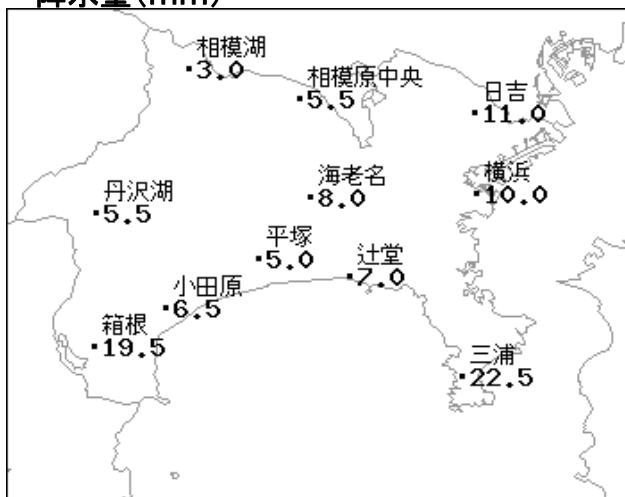 降水量(mm)
相模湖
3.0
相模原中央
5.5
日吉
11.0
海老名
8.0
横浜
10.0
丹沢湖
5.5
平塚
5.0
辻堂
7.0
小田原
6.5
箱根
19.5
三浦
22.5